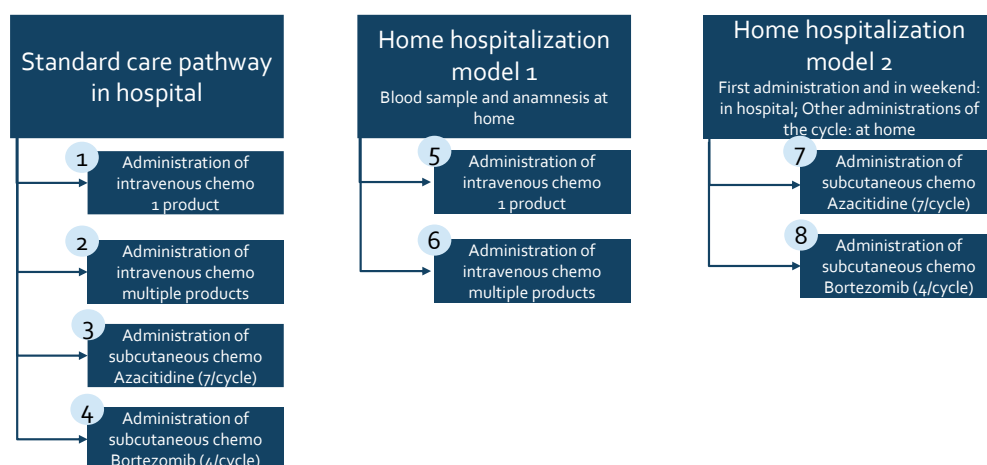 Standard care pathway
in hospital
1
Administration of
intravenous chemo
1 product
2
Administration of
intravenous chemo
multiple products
3
Administration of
subcutaneous chemo
Azacitidine (7/cycle)
4
Administration of
subcutaneous chemo
Bortezomib (4/cycle)
Home hospitalization
model 1
Blood sample and anamnesis at
home
5
Administration of
intravenous chemo
1 product
6
Administration of
intravenous chemo
multiple products
Home hospitalization
model 2
First administration and in weekend:
in hospital; Other administrations of
the cycle: at home
7
Administration of
subcutaneous chemo
Azacitidine (7/cycle)
8
Administration of
subcutaneous chemo
Bortezomib (4/cycle)